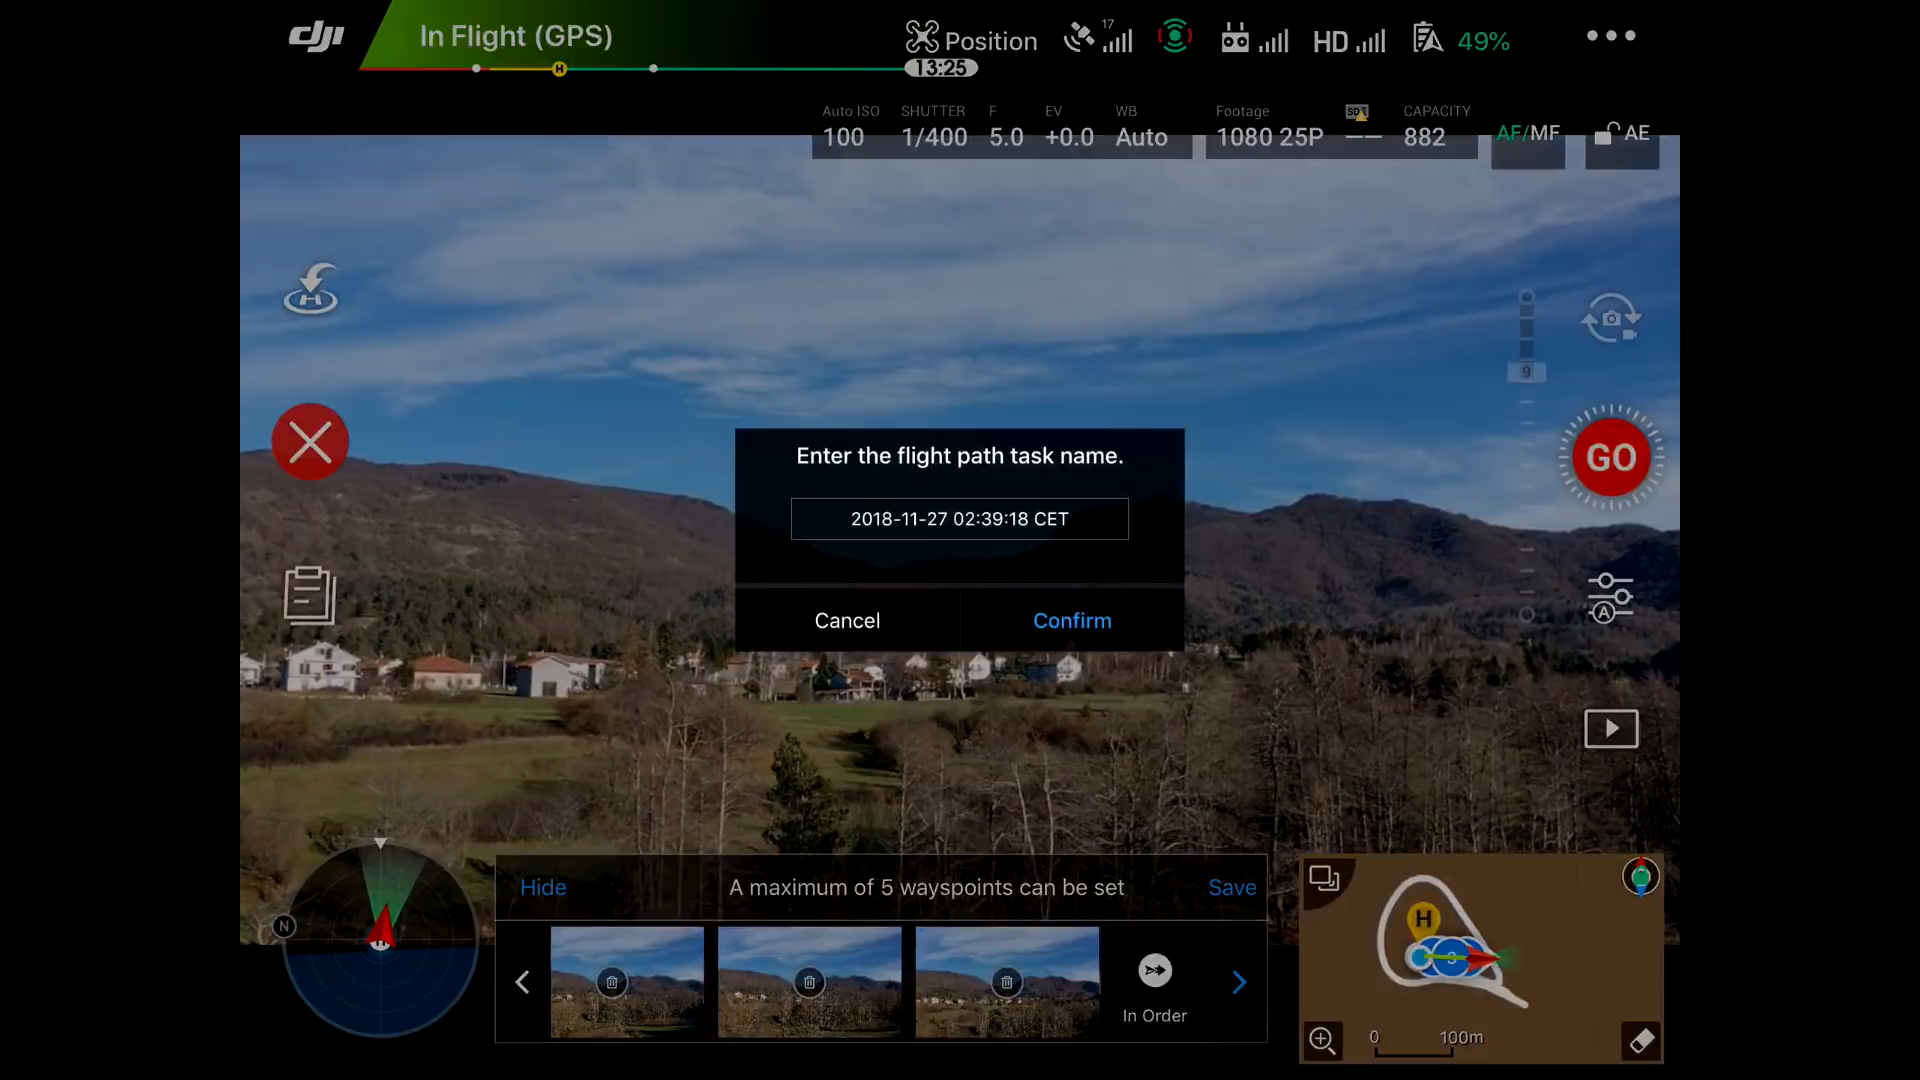 dji
In Flight (GPS)
Position
17
HD
49%
H
13:25
Auto ISO
100
SHUTTER
1/400
F
5.0
EV
+0.0
WB
Auto
Footage
1080 25P
SD
CAPACITY
882
AF/MF
AE
H
9
GO
A
Enter the flight path task name.
2018-11-27 02:39:18 CET
Cancel
Confirm
N
H
Hide
A maximum of 5 wayspoints can be set
Save
In Order
H
3
0
100m